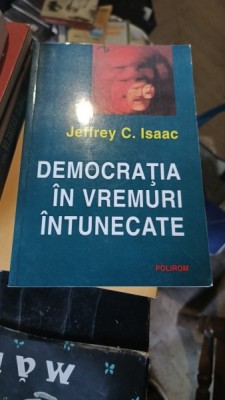 Jeffrey C. Isaac
DEMOCRAȚIA
ÎN VREMURI
ÎNTUNECATE
POLIROM